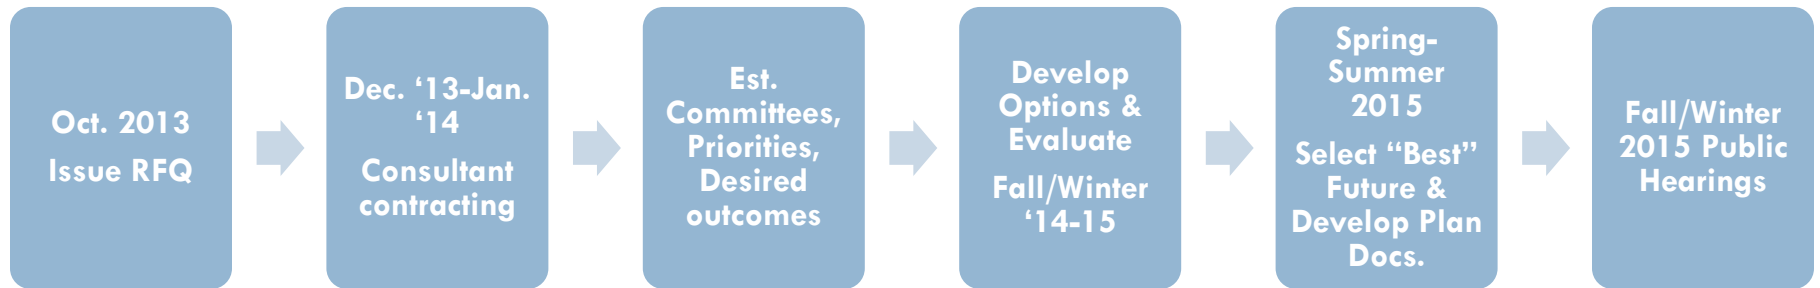 Oct. 2013
Issue RFQ
Dec. ‘13-Jan.
‘14
Consultant
contracting
Est.
Committees,
Priorities,
Desired
outcomes
Develop
Options &
Evaluate
Fall/Winter
‘14-15
Spring-
Summer
2015
Select “Best”
Future &
Develop Plan
Docs.
Fall/Winter
2015 Public
Hearings